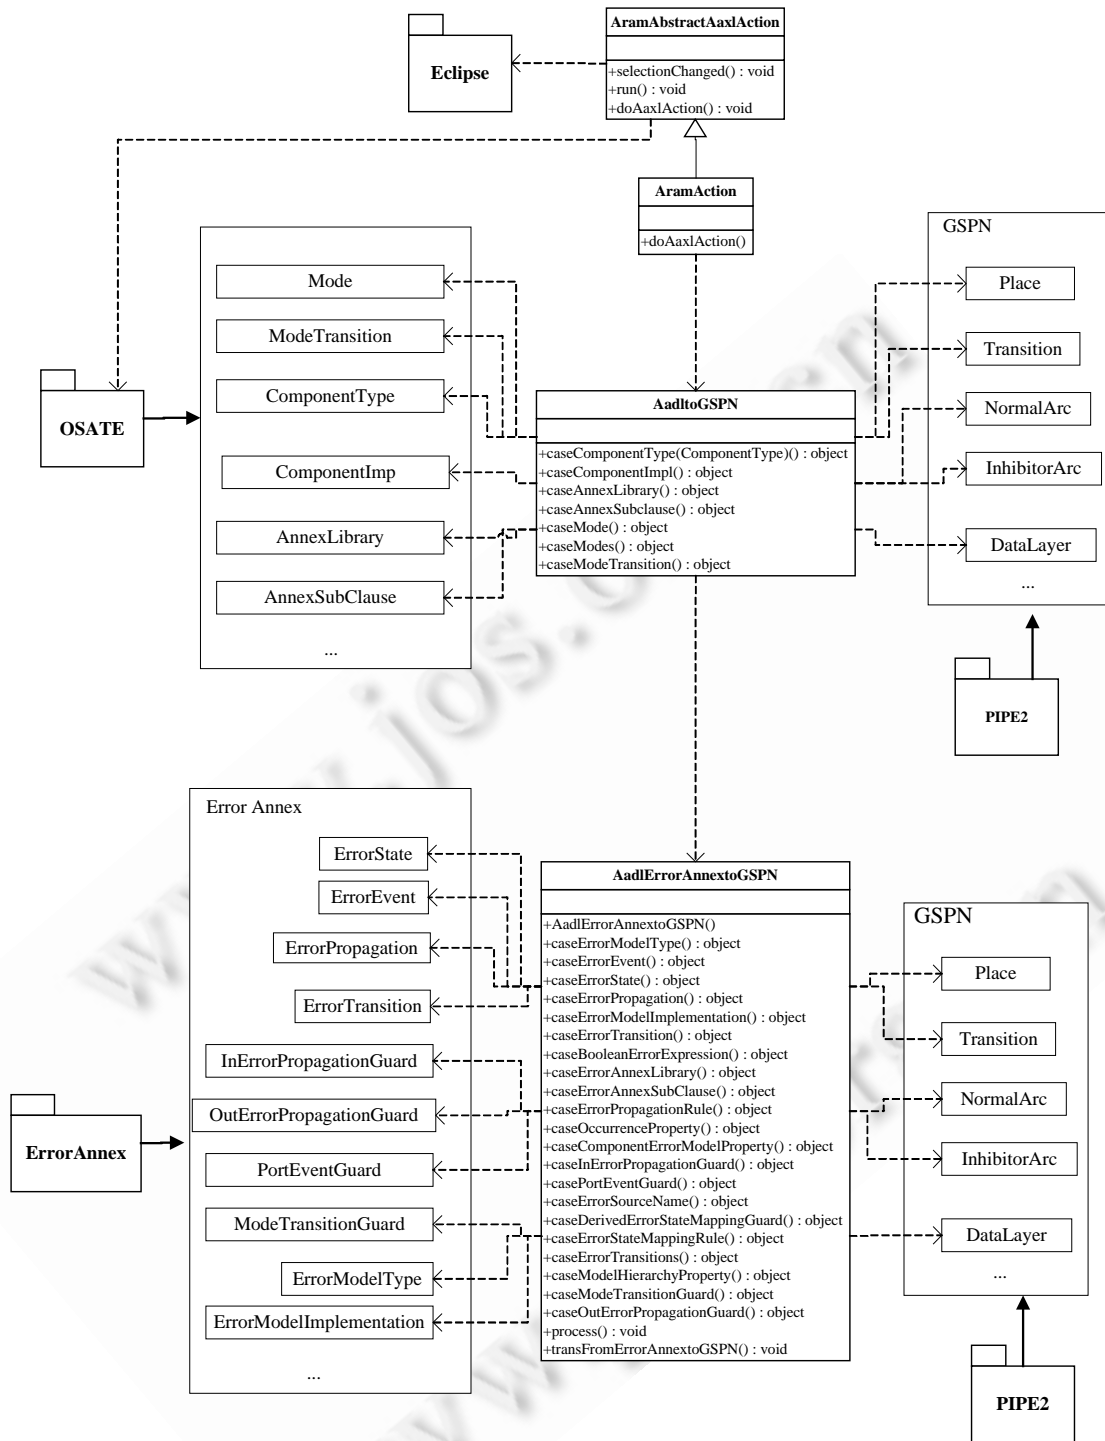 AramAbstractAaxlAction
+selectionChanged() : void
+run() : void
+doAaxlAction() : void
Eclipse
AramAction
+doAaxlAction()
Mode
ModeTransition
ComponentType
ComponentImp
AnnexLibrary
AnnexSubClause
...
OSATE
AadltoGSPN
+caseComponentType(ComponentType)() : object
+caseComponentImpl() : object
+caseAnnexLibrary() : object
+caseAnnexSubclause() : object
+caseMode() : object
+caseModes() : object
+caseModeTransition() : object
GSPN
Place
Transition
NormalArc
InhibitorArc
DataLayer
...
PIPE2
Error Annex
ErrorState
ErrorEvent
ErrorPropagation
ErrorTransition
InErrorPropagationGuard
OutErrorPropagationGuard
PortEventGuard
ModeTransitionGuard
ErrorModelType
ErrorModelImplementation
...
ErrorAnnex
AadlErrorAnnextoGSPN
+AadlErrorAnnextoGSPN()
+caseErrorModelType() : object
+caseErrorEvent() : object
+caseErrorState() : object
+caseErrorPropagation() : object
+caseErrorModelImplementation() : object
+caseErrorTransition() : object
+caseBooleanErrorExpression() : object
+caseErrorAnnexLibrary() : object
+caseErrorAnnexSubClause() : object
+caseErrorPropagationRule() : object
+caseOccurrenceProperty() : object
+caseComponentErrorModelProperty() : object
+caseInErrorPropagationGuard() : object
+casePortEventGuard() : object
+caseErrorSourceName() : object
+caseDerivedErrorStateMappingGuard() : object
+caseErrorStateMappingRule() : object
+caseErrorTransitions() : object
+caseModelHierarchyProperty() : object
+caseModeTransitionGuard() : object
+caseOutErrorPropagationGuard() : object
+process() : void
+transFromErrorAnnextoGSPN() : void
GSPN
Place
Transition
NormalArc
InhibitorArc
DataLayer
...
PIPE2